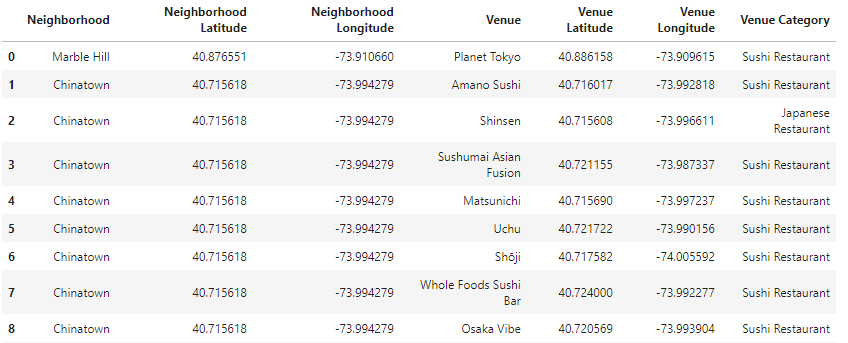 Neighborhood Neighborhood Latitude Neighborhood Longitude Venue Venue Latitude Venue Longitude Venue Category
0 Marble Hill 40.876551 -73.910660 Planet Tokyo 40.886158 -73.909615 Sushi Restaurant
1 Chinatown 40.715618 -73.994279 Amano Sushi 40.716017 -73.992818 Sushi Restaurant
2 Chinatown 40.715618 -73.994279 Shinsen 40.715608 -73.996611 Japanese Restaurant
3 Chinatown 40.715618 -73.994279 Sushumai Asian Fusion 40.721155 -73.987337 Sushi Restaurant
4 Chinatown 40.715618 -73.994279 Matsunichi 40.715690 -73.997237 Sushi Restaurant
5 Chinatown 40.715618 -73.994279 Uchu 40.721722 -73.990156 Sushi Restaurant
6 Chinatown 40.715618 -73.994279 Shōji 40.717582 -74.005592 Sushi Restaurant
7 Chinatown 40.715618 -73.994279 Whole Foods Sushi Bar 40.724000 -73.992277 Sushi Restaurant
8 Chinatown 40.715618 -73.994279 Osaka Vibe 40.720569 -73.993904 Sushi Restaurant